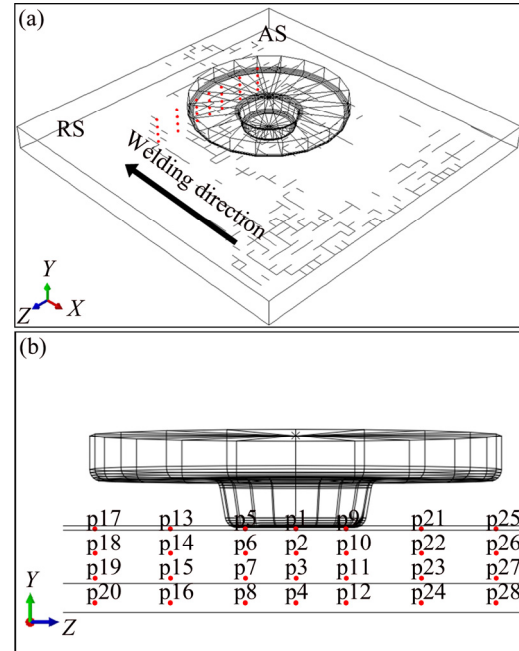 (a)
AS
RS
Welding direction
Y
Z
X
(b)
p17 p13 p5 p1 p9 p21 p25
p18 p14 p6 p2 p10 p22 p26
p19 p15 p7 p3 p11 p23 p27
p20 p16 p8 p4 p12 p24 p28
Y
Z